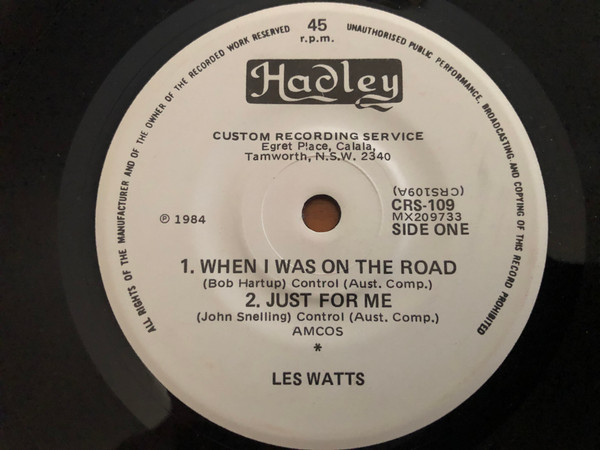 ALL RIGHTS OF THE MANUFACTURER AND OF THE OWNER OF THE RECORDED WORK RESERVED
45
r.p.m.
UNAUTHORISED PUBLIC PERFORMANCE, BROADCASTING AND COPYING OF THIS RECORD PROHIBITED
Hadley
CUSTOM RECORDING SERVICE
Egret Place, Calala,
Tamworth, N.S.W. 2340
(CRS109A)
CRS-109
MX209733
℗ 1984
SIDE ONE
1. WHEN I WAS ON THE ROAD
(Bob Hartup) Control (Aust. Comp.)
2. JUST FOR ME
(John Snelling) Control (Aust. Comp.)
AMCOS
*
LES WATTS